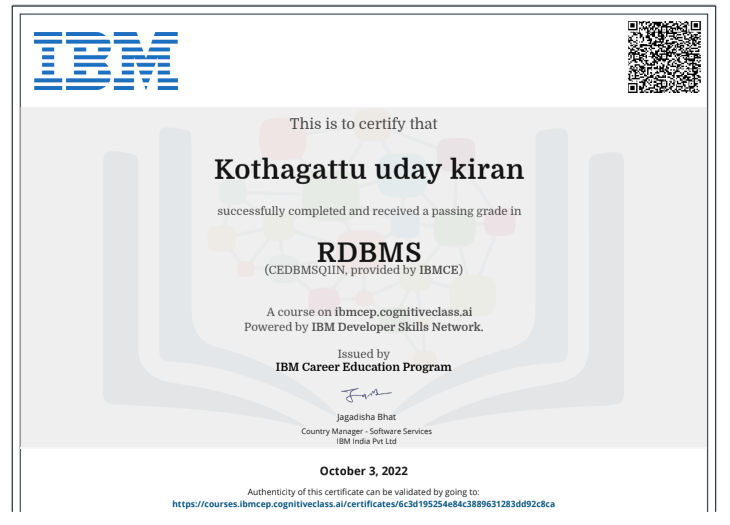 IBM
This is to certify that
Kothagattu uday kiran
successfully completed and received a passing grade in
RDBMS
(CEDBMSQIIN, provided by IBMCE)
A course on ibmcep.cognitiveclass.ai
Powered by IBM Developer Skills Network.
Issued by
IBM Career Education Program
Jagadisha Bhat
Country Manager - Software Services
IBM India Pvt Ltd
October 3, 2022
Authenticity of this certificate can be validated by going to:
https://courses.ibmcep.cognitiveclass.ai/certificates/6c3d195254e84c3889631283dd92c8ca